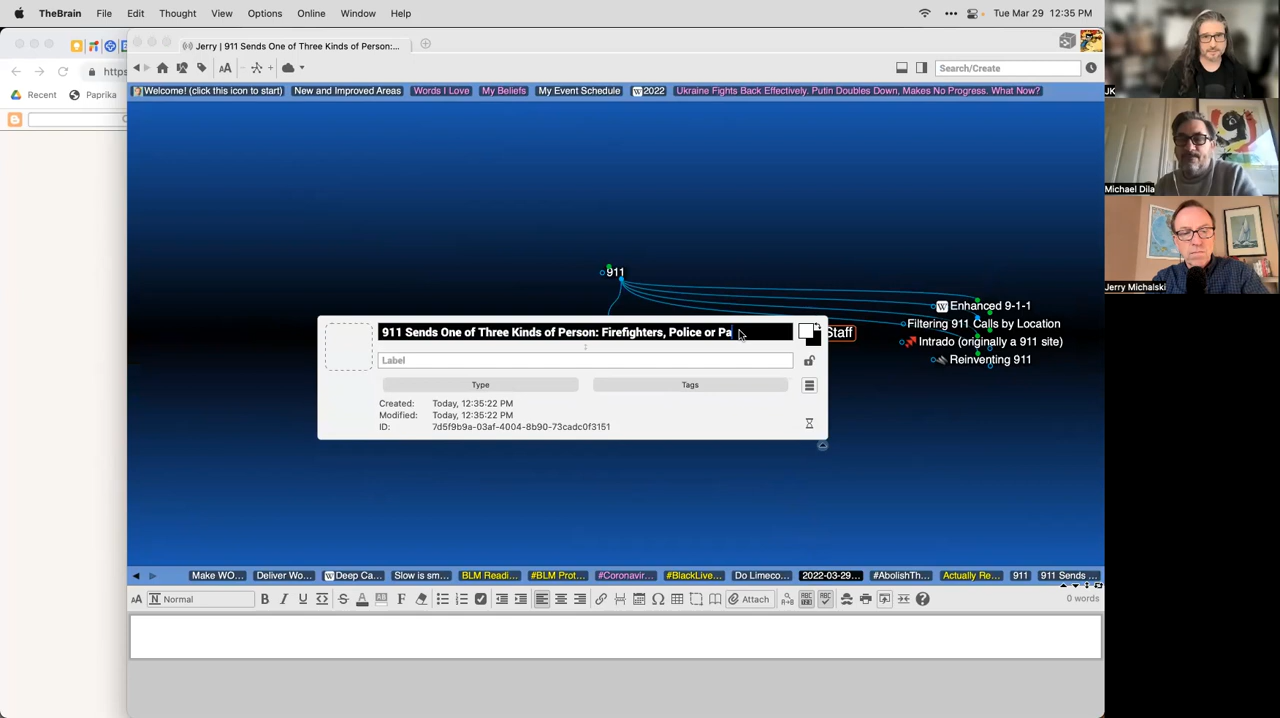 TheBrain File Edit Thought View Options Online Window Help Tue Mar 29 12:35 PM
Jerry | 911 Sends One of Three Kinds of Person:...
https
AA Search/Create
Recent Paprika
Welcome! (click this icon to start) New and Improved Areas Words I Love My Beliefs My Event Schedule W 2022 Ukraine Fights Back Effectively. Putin Doubles Down, Makes No Progress. What Now?
JK
Michael Dila
Jerry Michalski
911
W Enhanced 9-1-1
Filtering 911 Calls by Location
Intrado (originally a 911 site)
Reinventing 911
911 Sends One of Three Kinds of Person: Firefighters, Police or Pa
Staff
Label
Type Tags
Created: Today, 12:35:22 PM
Modified: Today, 12:35:22 PM
ID: 7d5f9b9a-03af-4004-8b90-73cadc0f3151
Make WO... Deliver Wo... W Deep Ca... Slow is sm... BLM Readi... #BLM Prot... #Coronavir... #BlackLive... Do Limeco... 2022-03-29... #AbolishTh... Actually Re... 911 911 Sends ...
AA N Normal B I U S A Attach 0 words